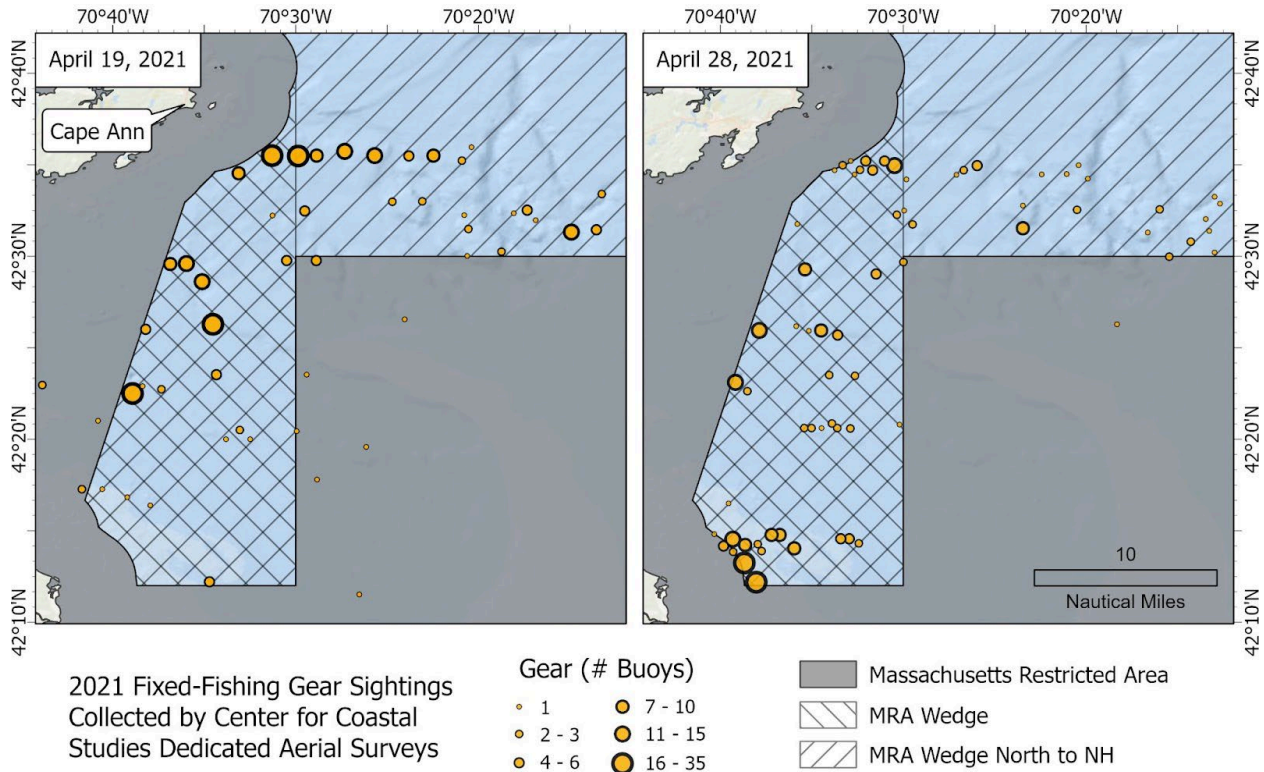 70°40'W 70°30'W 70°20'W 70°40'W 70°30'W 70°20'W
April 19, 2021
April 28, 2021
Cape Ann
42°40'N
42°30'N
42°20'N
42°10'N
42°40'N
42°30'N
42°20'N
42°10'N
10
Nautical Miles
2021 Fixed-Fishing Gear Sightings
Collected by Center for Coastal
Studies Dedicated Aerial Surveys
Gear (# Buoys)
1
2 - 3
4 - 6
7 - 10
11 - 15
16 - 35
Massachusetts Restricted Area
MRA Wedge
MRA Wedge North to NH